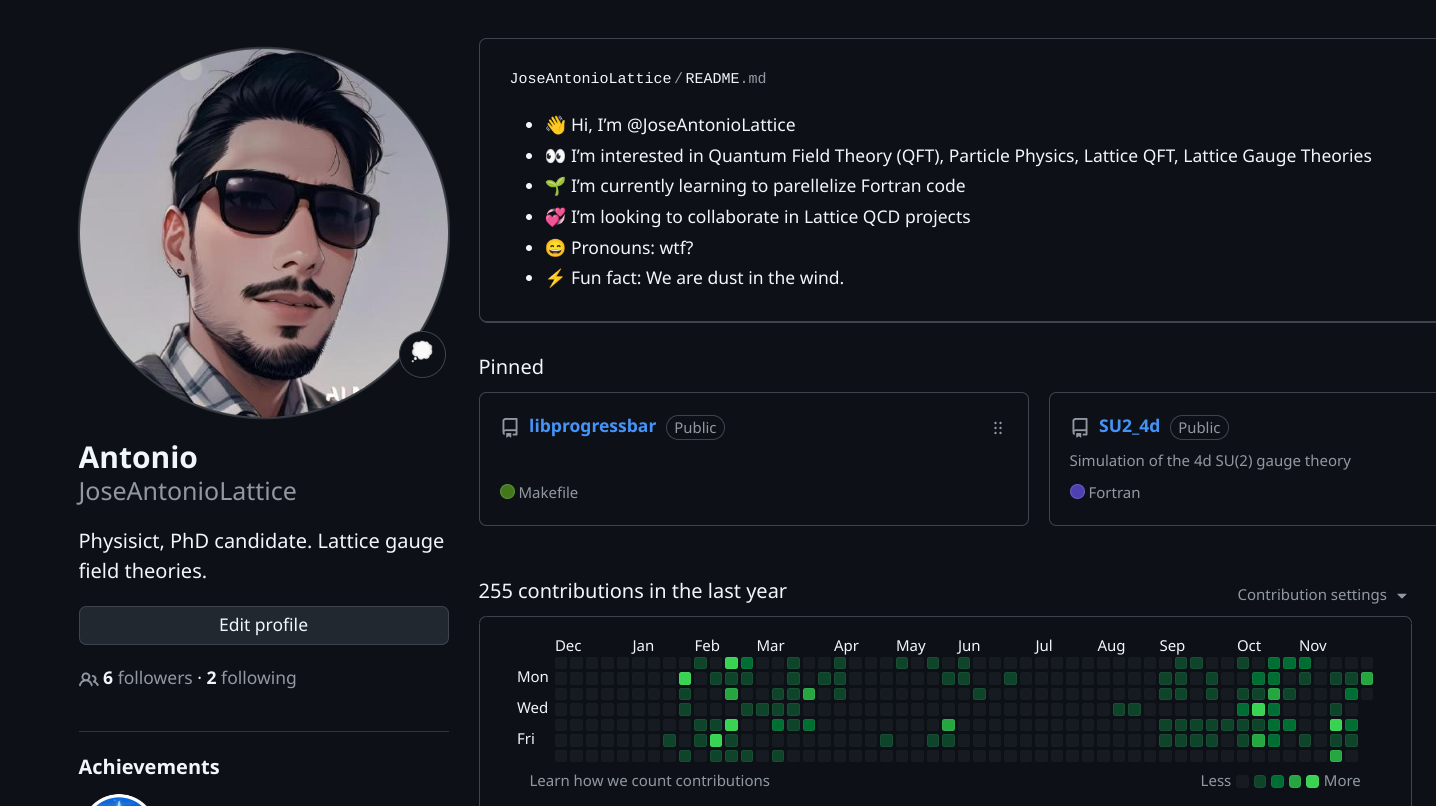 JoseAntonioLattice/README.md
👋 Hi, I’m @JoseAntonioLattice
👀 I’m interested in Quantum Field Theory (QFT), Particle Physics, Lattice QFT, Lattice Gauge Theories
🌱 I’m currently learning to parellelize Fortran code
💞️ I’m looking to collaborate in Lattice QCD projects
😄 Pronouns: wtf?
⚡ Fun fact: We are dust in the wind.
Antonio
JoseAntonioLattice
Physisict, PhD candidate. Lattice gauge
field theories.
Edit profile
6 followers · 2 following
Achievements
Pinned
libprogressbar Public
Makefile
SU2_4d Public
Simulation of the 4d SU(2) gauge theory
Fortran
255 contributions in the last year
Contribution settings
Dec Jan Feb Mar Apr May Jun Jul Aug Sep Oct Nov
Mon
Wed
Fri
Learn how we count contributions
Less More